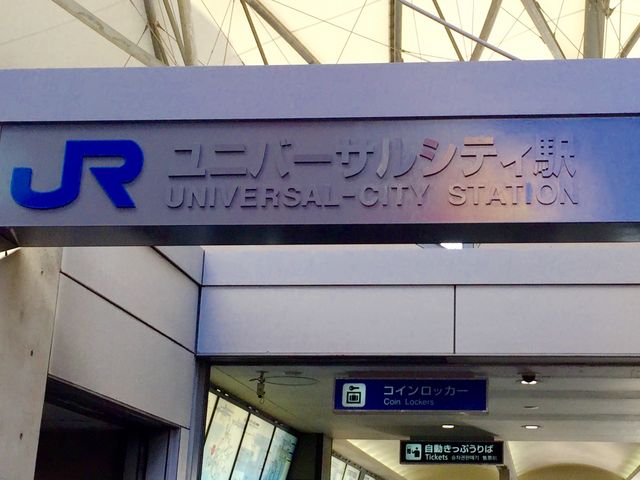 JR
ユニバーサルシティ駅
UNIVERSAL-CITY STATION
コインロッカー
Coin Lockers
自動きっぷうりば
Tickets